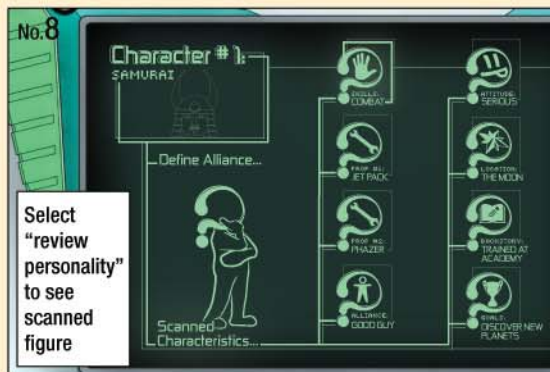 No.8
Character # 1:
SAMURAI
Define Alliance...
Scanned
Characteristics...
SKILLS:
COMBAT
PROP #1:
JET PACK
PROP #2:
PHAZER
ALLIANCE:
GOOD GUY
ATTITUDE:
SERIOUS
LOCATION:
THE MOON
BACKSTORY:
TRAINED AT
ACADEMY
GOALS:
DISCOVER NEW
PLANETS
Select
“review
personality”
to see
scanned
figure